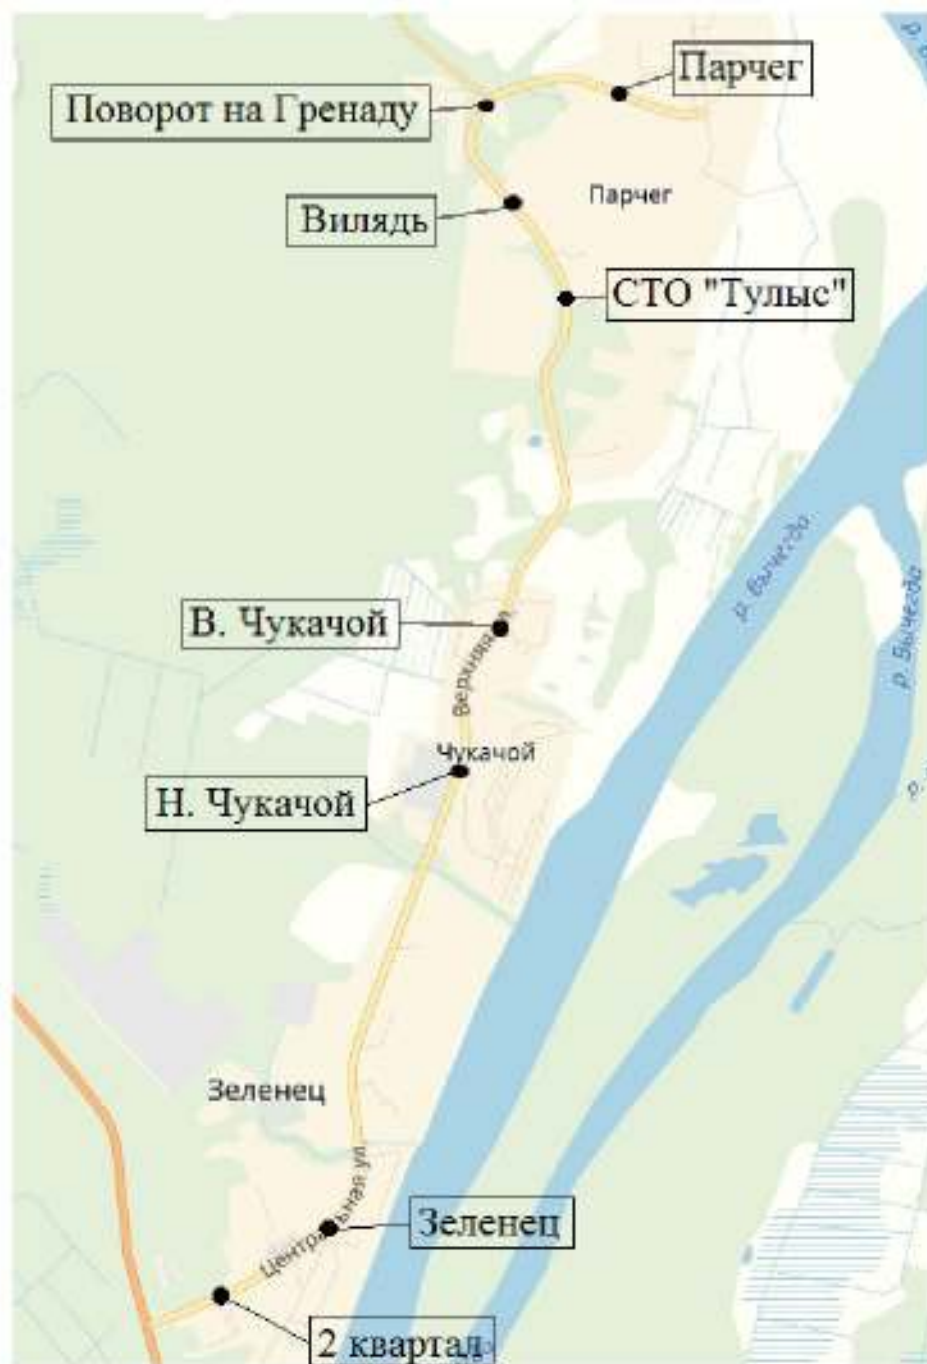 Парчег
Поворот на Гренаду
Парчег
Вилядь
СТО "Тулыс"
р. Вычегда
р. Вычегда
В. Чукачой
Верхняя ул.
Чукачой
Н. Чукачой
Зеленец
Центральная ул.
Зеленец
2 квартал